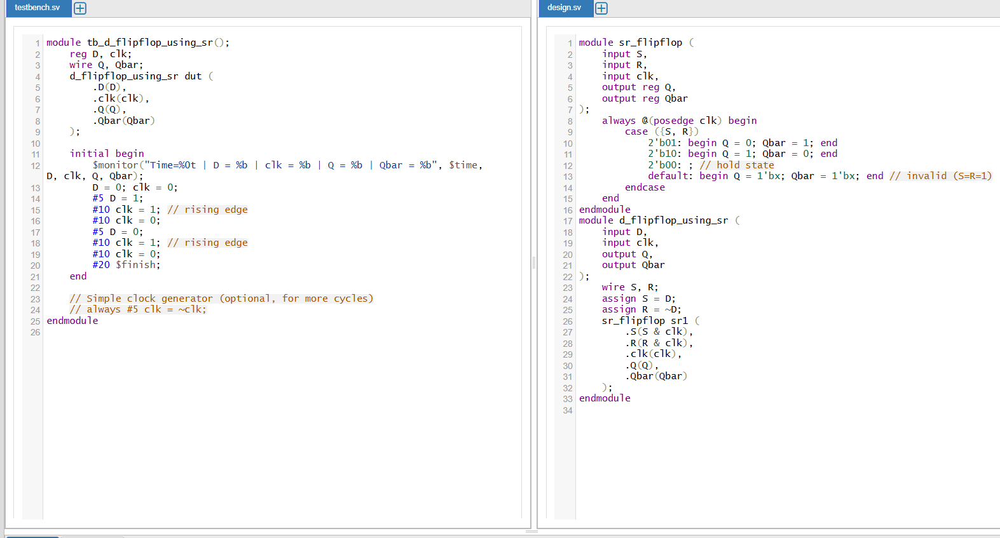 testbench.sv
1 module tb_d_flipflop_using_sr();
2     reg D, clk;
3     wire Q, Qbar;
4     d_flipflop_using_sr dut (
5         .D(D),
6         .clk(clk),
7         .Q(Q),
8         .Qbar(Qbar)
9     );
10
11     initial begin
12         $monitor("Time=%0t | D = %b | clk = %b | Q = %b | Qbar = %b", $time,
D, clk, Q, Qbar);
13         D = 0; clk = 0;
14         #5 D = 1;
15         #10 clk = 1; // rising edge
16         #10 clk = 0;
17         #5 D = 0;
18         #10 clk = 1; // rising edge
19         #10 clk = 0;
20         #20 $finish;
21     end
22
23     // Simple clock generator (optional, for more cycles)
24     // always #5 clk = ~clk;
25 endmodule
26
design.sv
1 module sr_flipflop (
2     input S,
3     input R,
4     input clk,
5     output reg Q,
6     output reg Qbar
7 );
8     always @(posedge clk) begin
9         case ({S, R})
10             2'b01: begin Q = 0; Qbar = 1; end
11             2'b10: begin Q = 1; Qbar = 0; end
12             2'b00: ; // hold state
13             default: begin Q = 1'bx; Qbar = 1'bx; end // invalid (S=R=1)
14         endcase
15     end
16 endmodule
17 module d_flipflop_using_sr (
18     input D,
19     input clk,
20     output Q,
21     output Qbar
22 );
23     wire S, R;
24     assign S = D;
25     assign R = ~D;
26     sr_flipflop sr1 (
27         .S(S & clk),
28         .R(R & clk),
29         .clk(clk),
30         .Q(Q),
31         .Qbar(Qbar)
32     );
33 endmodule
34